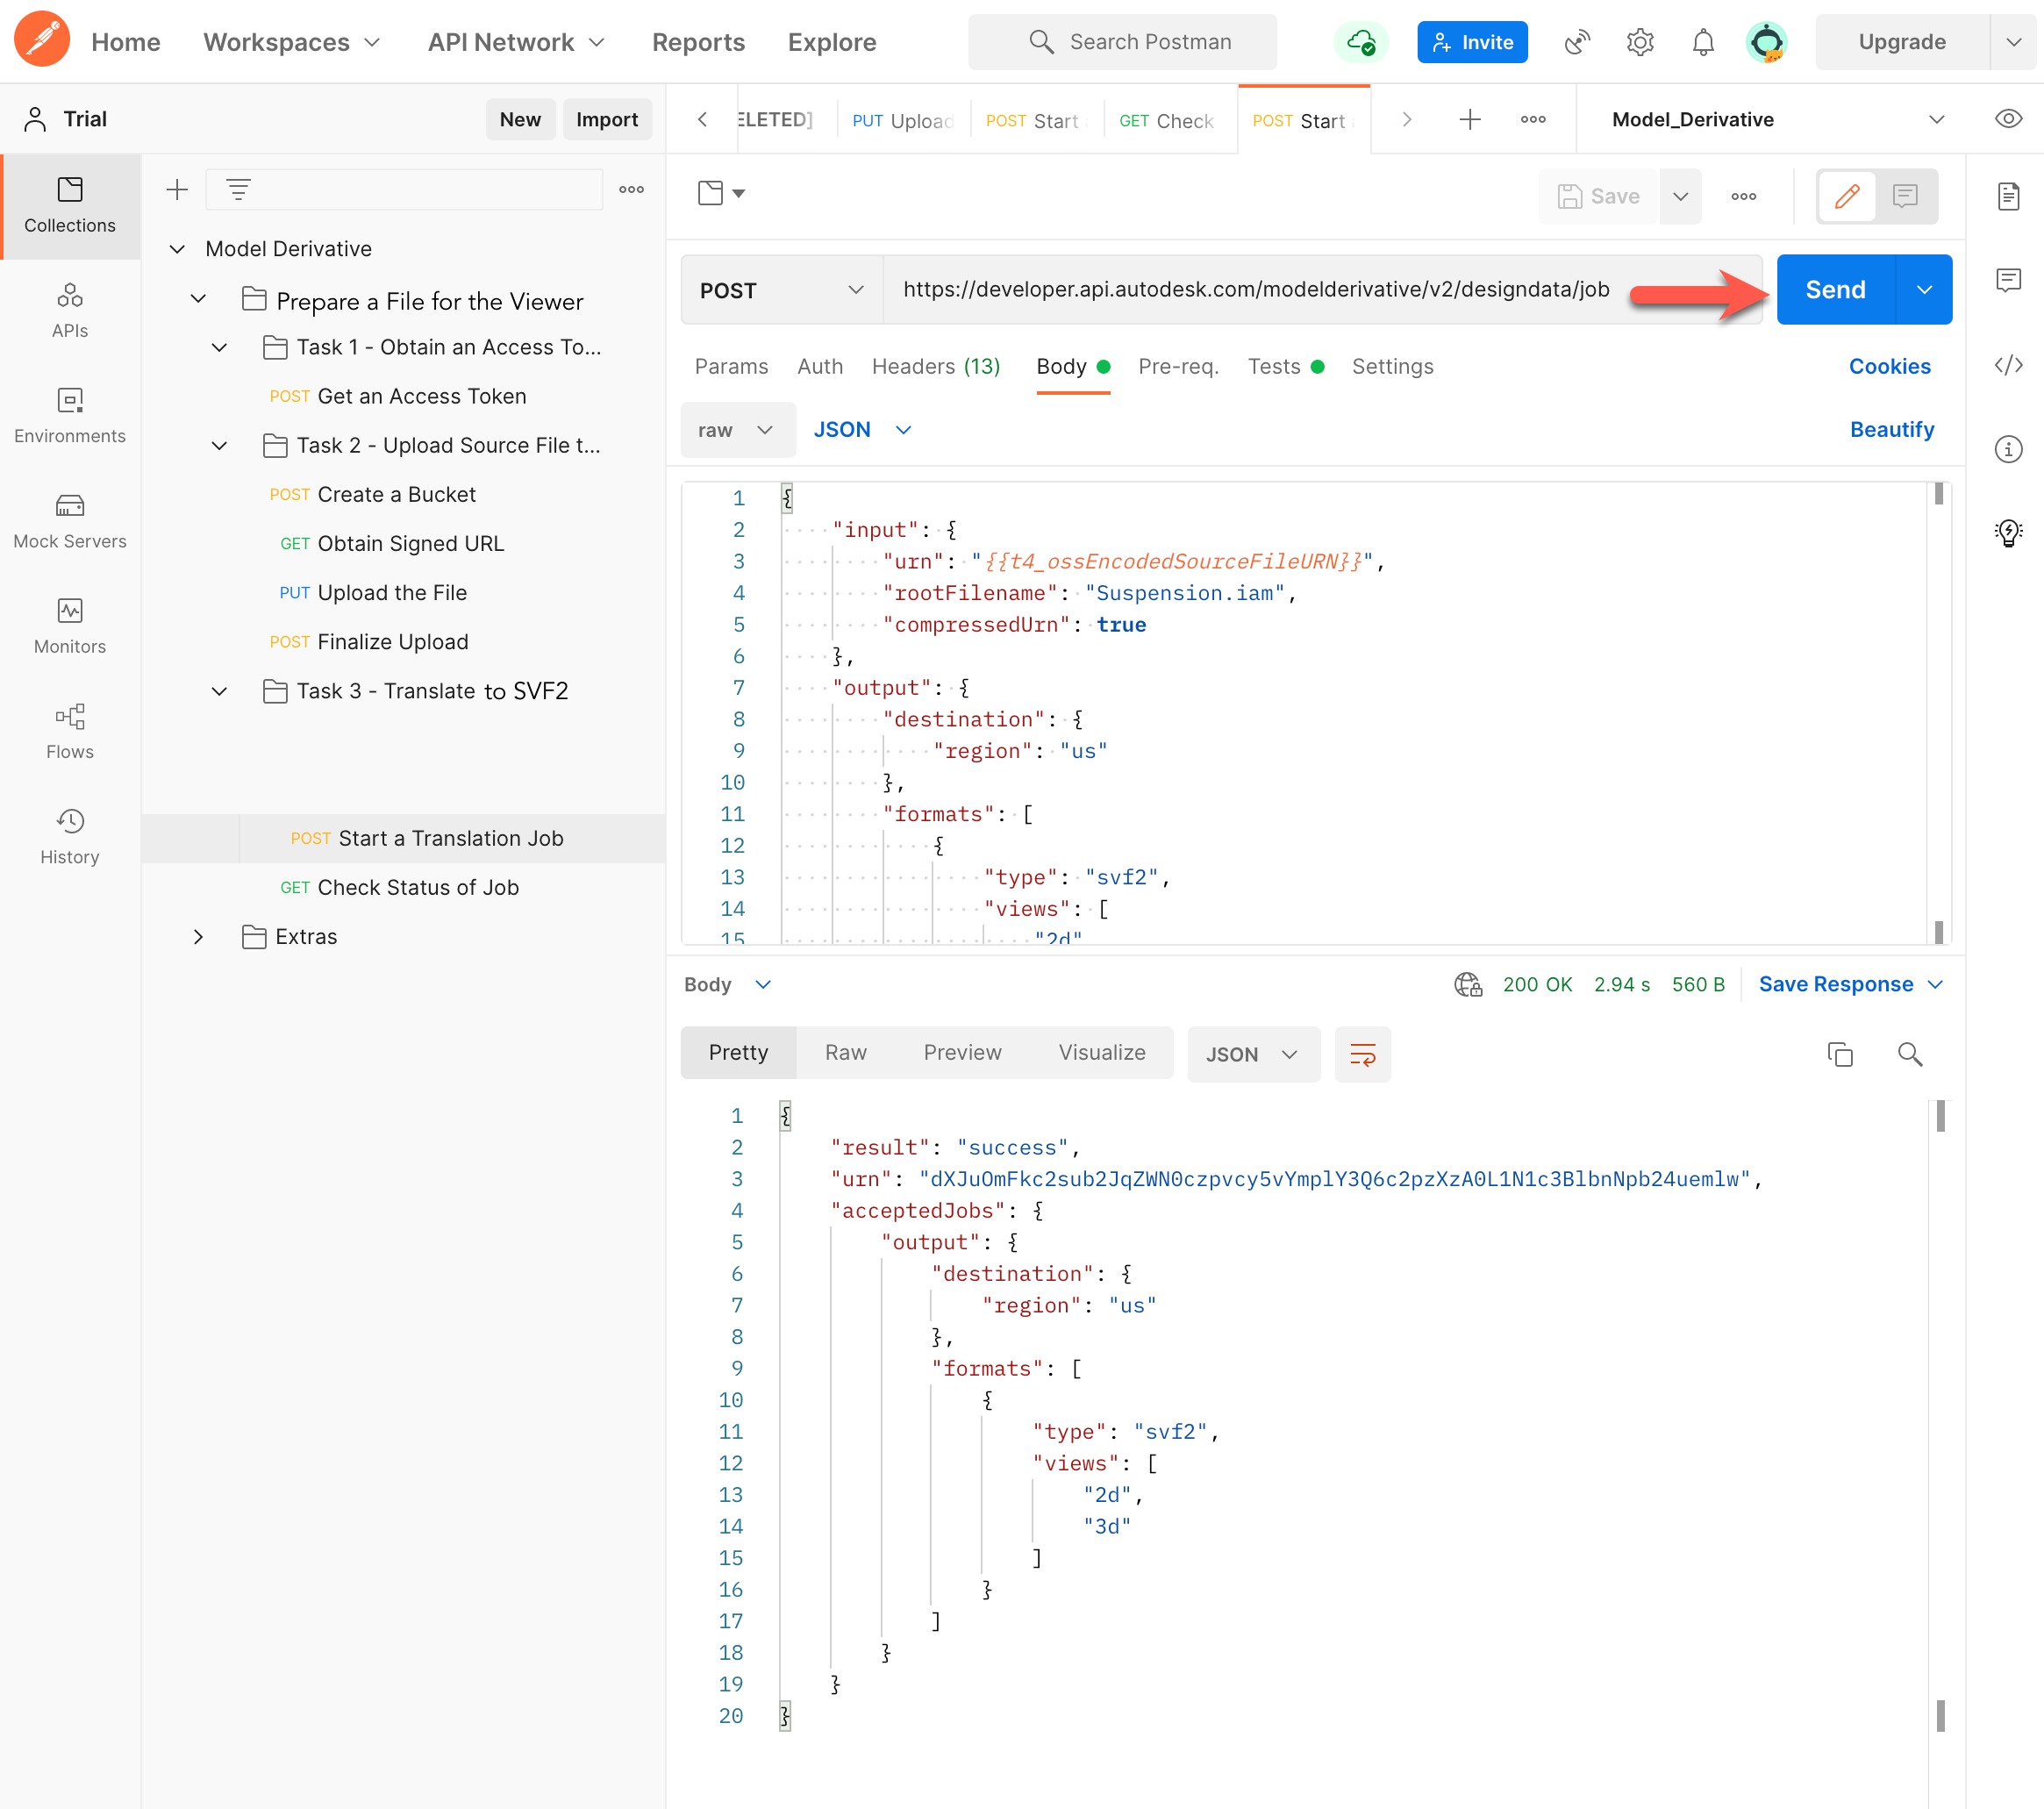 Home Workspaces API Network Reports Explore Search Postman Invite Upgrade
Trial New Import ELETED] PUT Upload POST Start GET Check POST Start Model_Derivative
Collections
APIs
Environments
Mock Servers
Monitors
Flows
History
Model Derivative
Prepare a File for the Viewer
Task 1 - Obtain an Access To...
POST Get an Access Token
Task 2 - Upload Source File t...
POST Create a Bucket
GET Obtain Signed URL
PUT Upload the File
POST Finalize Upload
Task 3 - Translate to SVF2
POST Start a Translation Job
GET Check Status of Job
Extras
Save
POST https://developer.api.autodesk.com/modelderivative/v2/designdata/job Send
Params Auth Headers (13) Body Pre-req. Tests Settings Cookies
raw JSON Beautify
1 {
2 "input": {
3 "urn": "{{t4_ossEncodedSourceFileURN}}",
4 "rootFilename": "Suspension.iam",
5 "compressedUrn": true
6 },
7 "output": {
8 "destination": {
9 "region": "us"
10 },
11 "formats": [
12 {
13 "type": "svf2",
14 "views": [
15 "2d"
Body 200 OK 2.94 s 560 B Save Response
Pretty Raw Preview Visualize JSON
1 {
2 "result": "success",
3 "urn": "dXJuOmFkc2sub2JqZWN0czpvcy5vYmplY3Q6c2pzXzA0L1N1c3BlbnNpb24uemlw",
4 "acceptedJobs": {
5 "output": {
6 "destination": {
7 "region": "us"
8 },
9 "formats": [
10 {
11 "type": "svf2",
12 "views": [
13 "2d",
14 "3d"
15 ]
16 }
17 ]
18 }
19 }
20 }